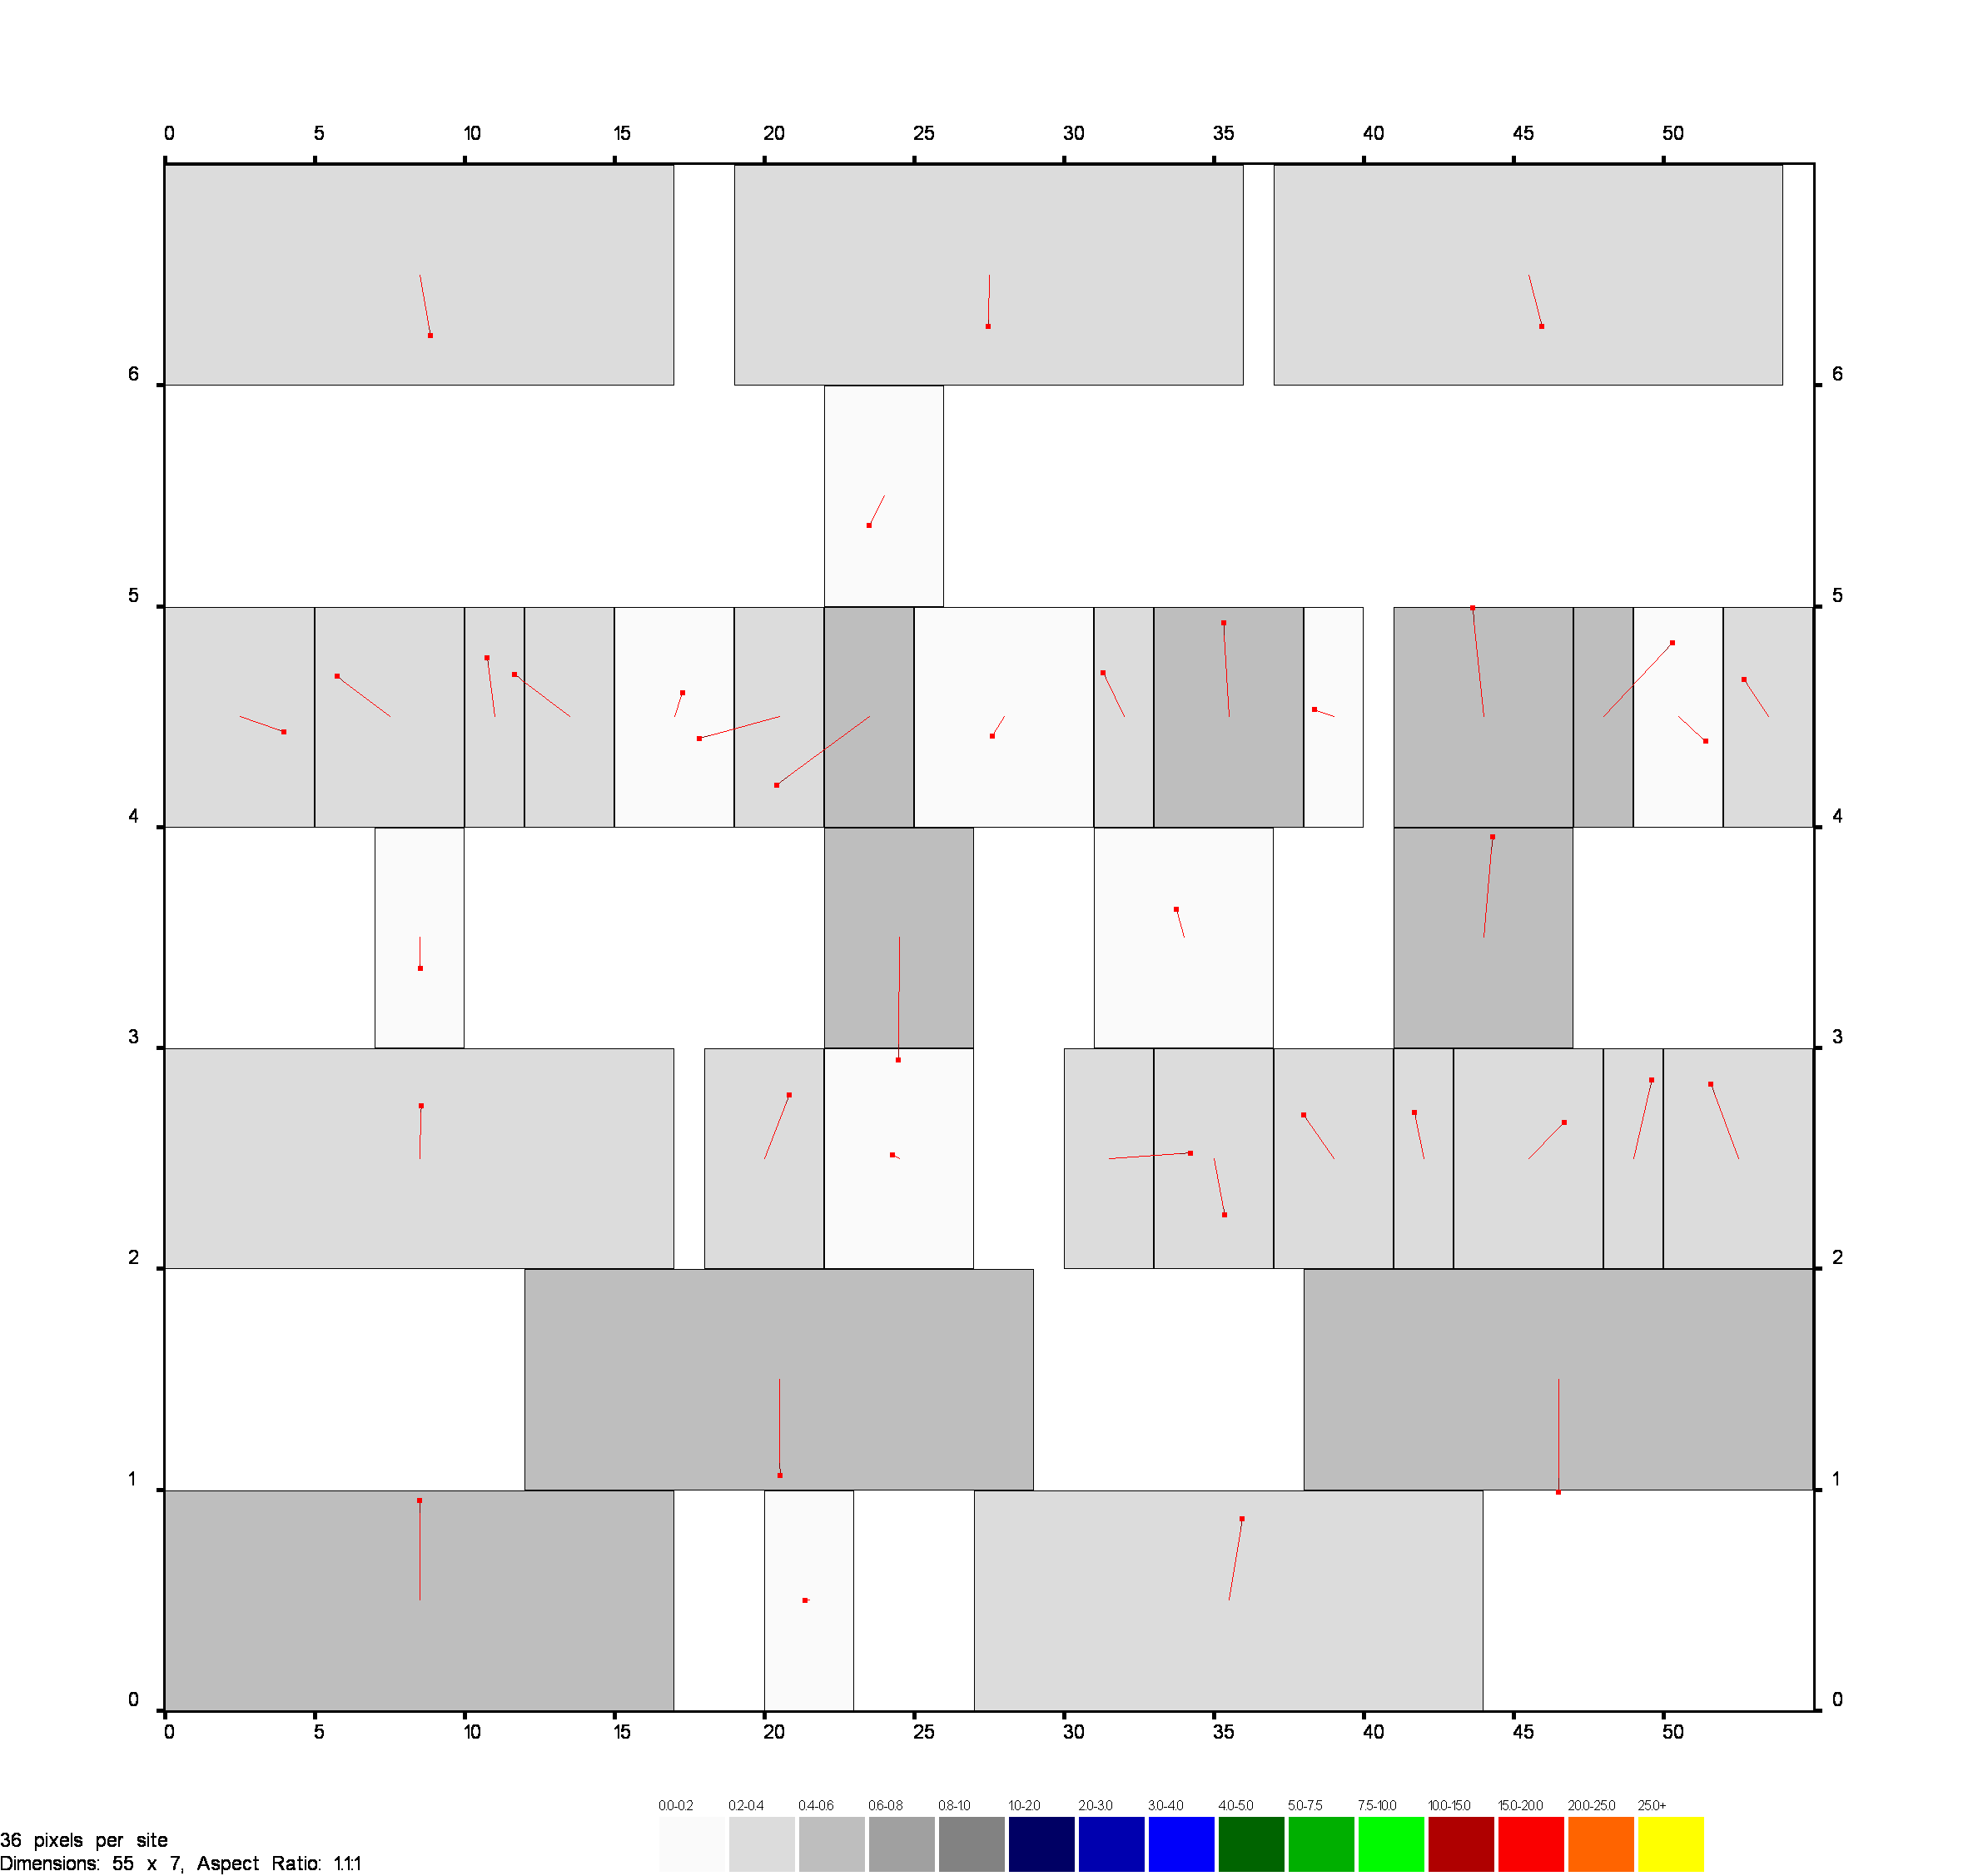 0 5 10 15 20 25 30 35 40 45 50
6 6
5 5
4 4
3 3
2 2
1 1
0 0
0 5 10 15 20 25 30 35 40 45 50
0.0-0.2 0.2-0.4 0.4-0.6 0.6-0.8 0.8-1.0 1.0-2.0 2.0-3.0 3.0-4.0 4.0-5.0 5.0-7.5 7.5-10.0 10.0-15.0 15.0-20.0 20.0-25.0 25.0+
36 pixels per site
Dimensions: 55 x 7, Aspect Ratio: 1.1:1